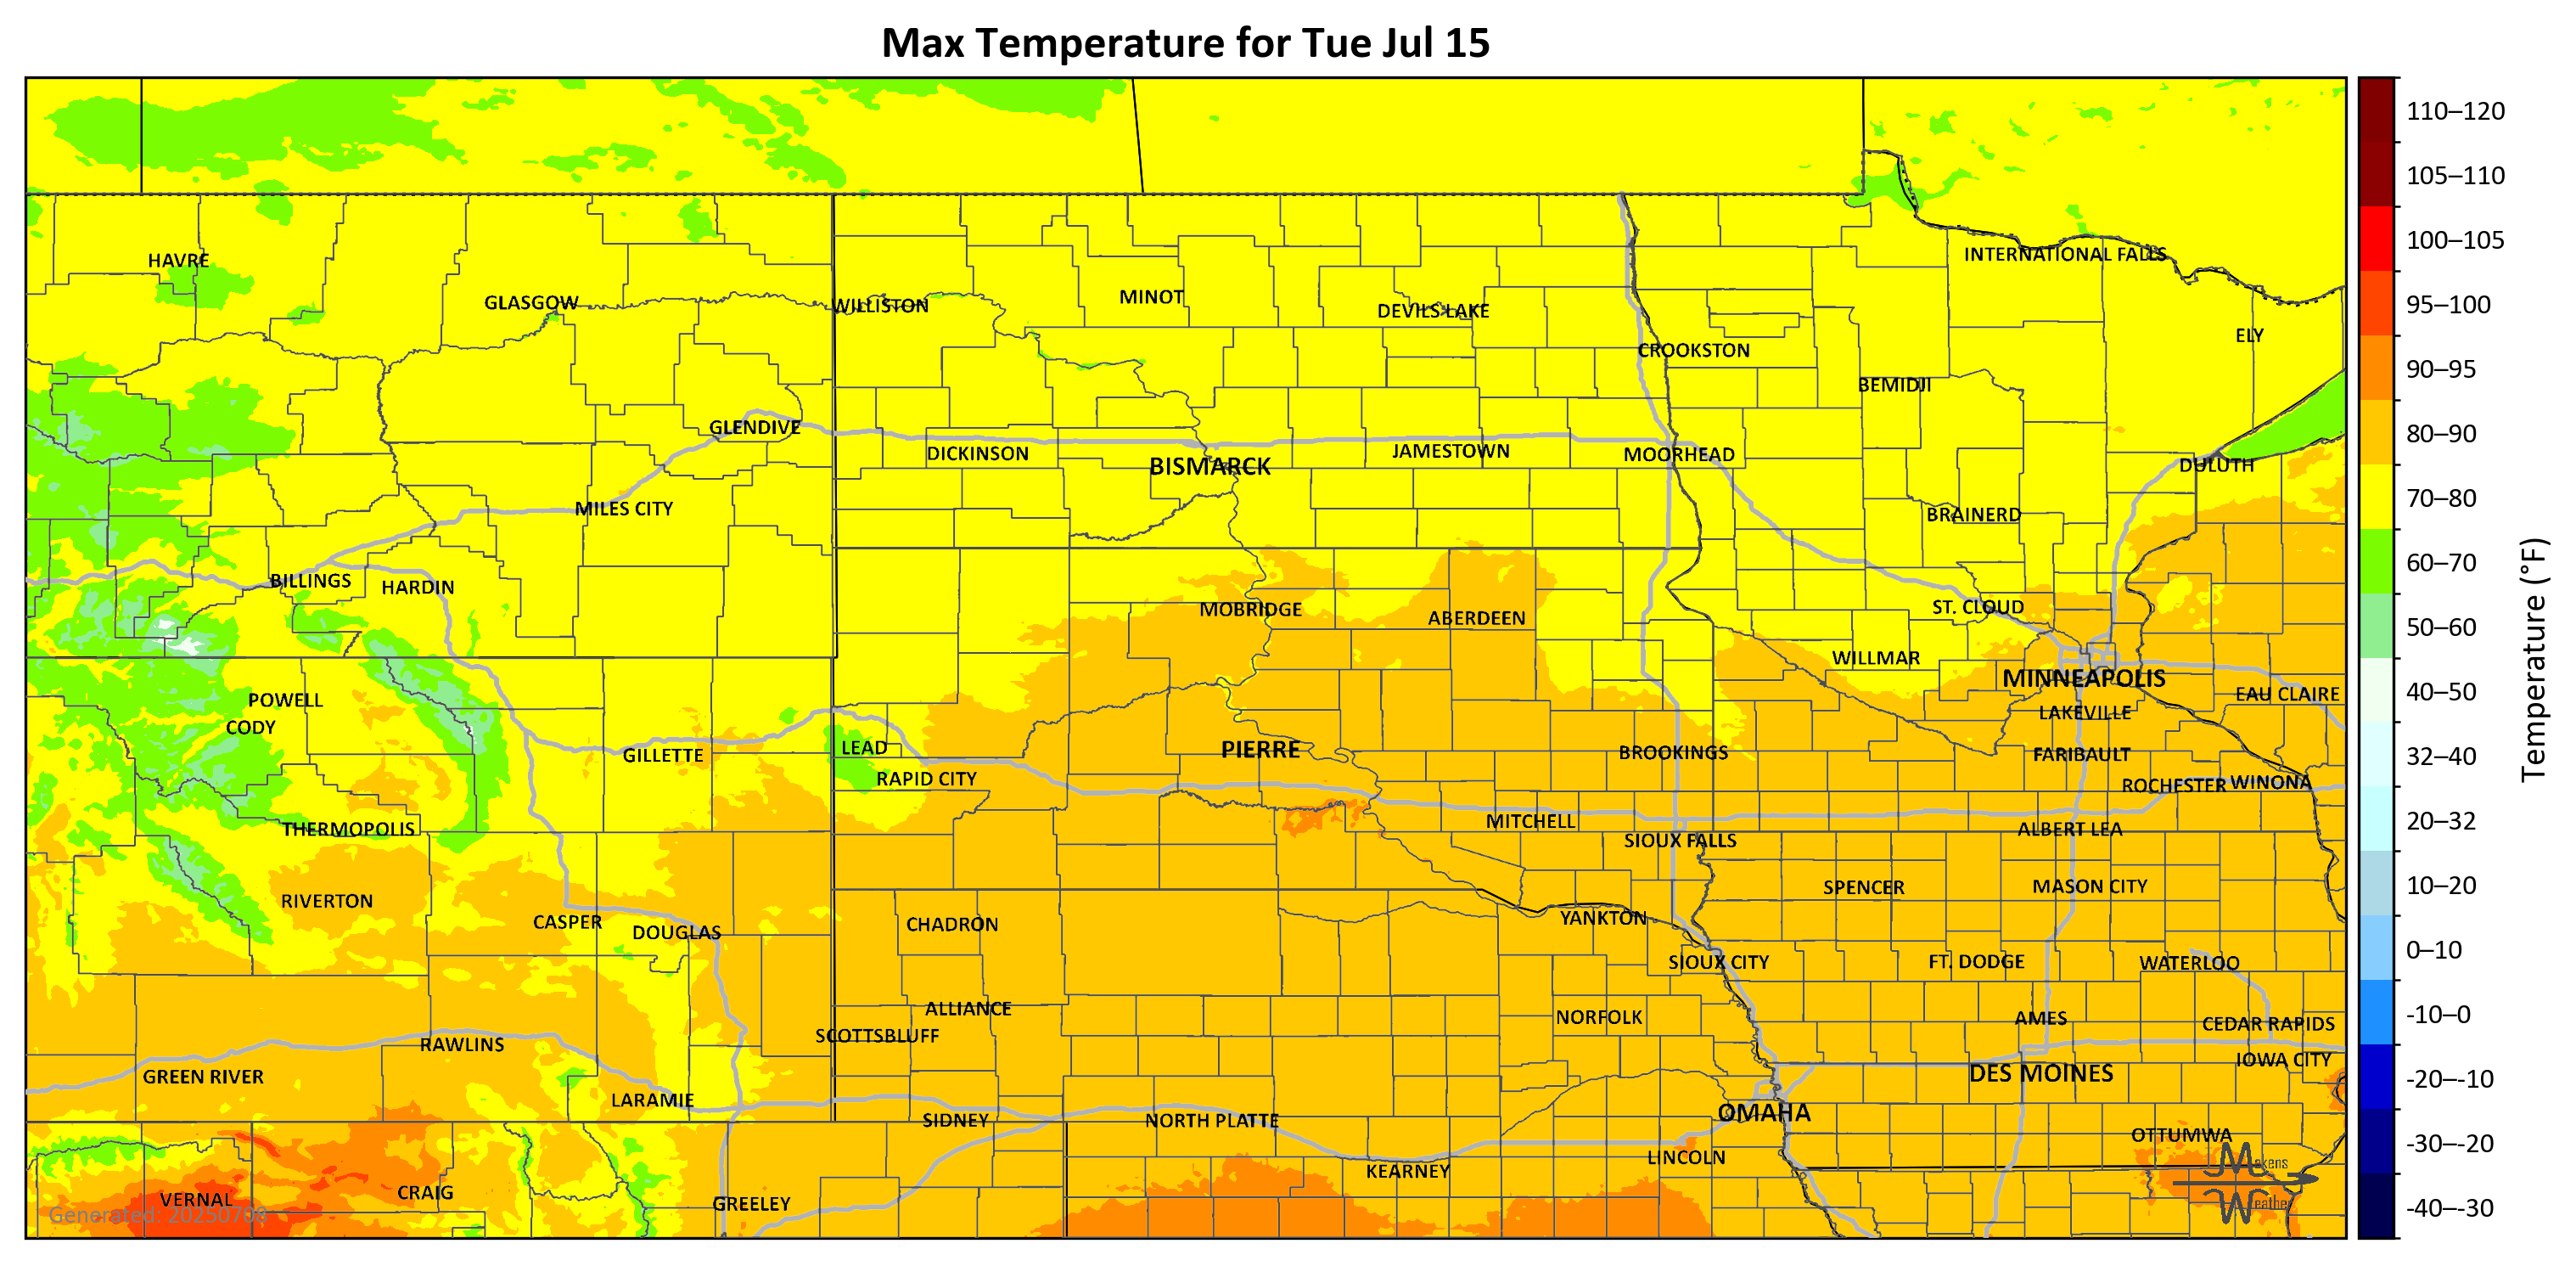 Max Temperature for Tue Jul 15
110–120
105–110
100–105
95–100
90–95
80–90
70–80
60–70
50–60
40–50
32–40
20–32
10–20
0–10
-10–0
-20–-10
-30–-20
-40–-30
Temperature (°F)
HAVRE
INTERNATIONAL FALLS
GLASGOW
WILLISTON
MINOT
DEVILS LAKE
ELY
CROOKSTON
BEMIDJI
GLENDIVE
DICKINSON
BISMARCK
JAMESTOWN
MOORHEAD
DULUTH
MILES CITY
BRAINERD
BILLINGS
HARDIN
MOBRIDGE
ABERDEEN
ST. CLOUD
WILLMAR
MINNEAPOLIS
EAU CLAIRE
POWELL
CODY
LAKEVILLE
GILLETTE
LEAD
PIERRE
BROOKINGS
FARIBAULT
RAPID CITY
ROCHESTER
WINONA
THERMOPOLIS
MITCHELL
SIOUX FALLS
ALBERT LEA
RIVERTON
SPENCER
MASON CITY
CASPER
DOUGLAS
CHADRON
YANKTON
SIOUX CITY
FT. DODGE
WATERLOO
ALLIANCE
NORFOLK
AMES
CEDAR RAPIDS
SCOTTSBLUFF
RAWLINS
IOWA CITY
GREEN RIVER
DES MOINES
LARAMIE
SIDNEY
NORTH PLATTE
OMAHA
OTTUMWA
LINCOLN
KEARNEY
VERNAL
CRAIG
GREELEY
Generated: 20250708
Makens
Weather